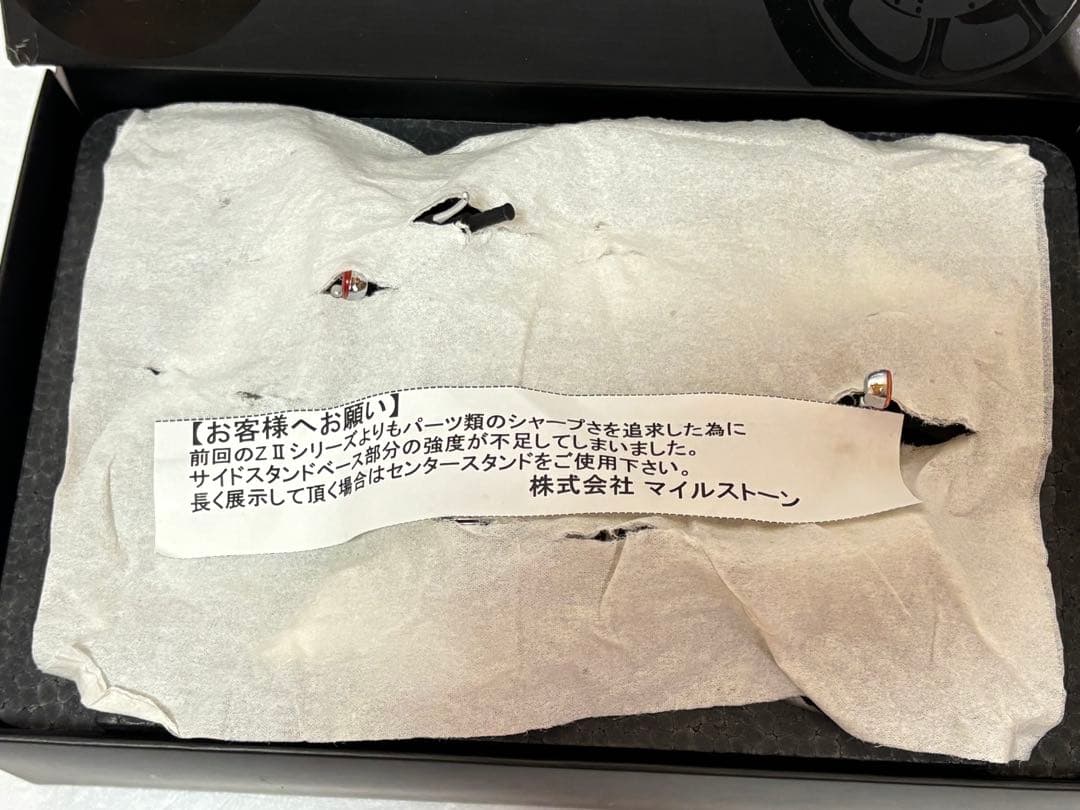 【お客様へお願い】
前回のZⅡシリーズよりもパーツ類のシャープさを追求した為に
サイドスタンドベース部分の強度が不足してしまいました。
長く展示して頂く場合はセンタースタンドをご使用下さい。
株式会社 マイルストーン